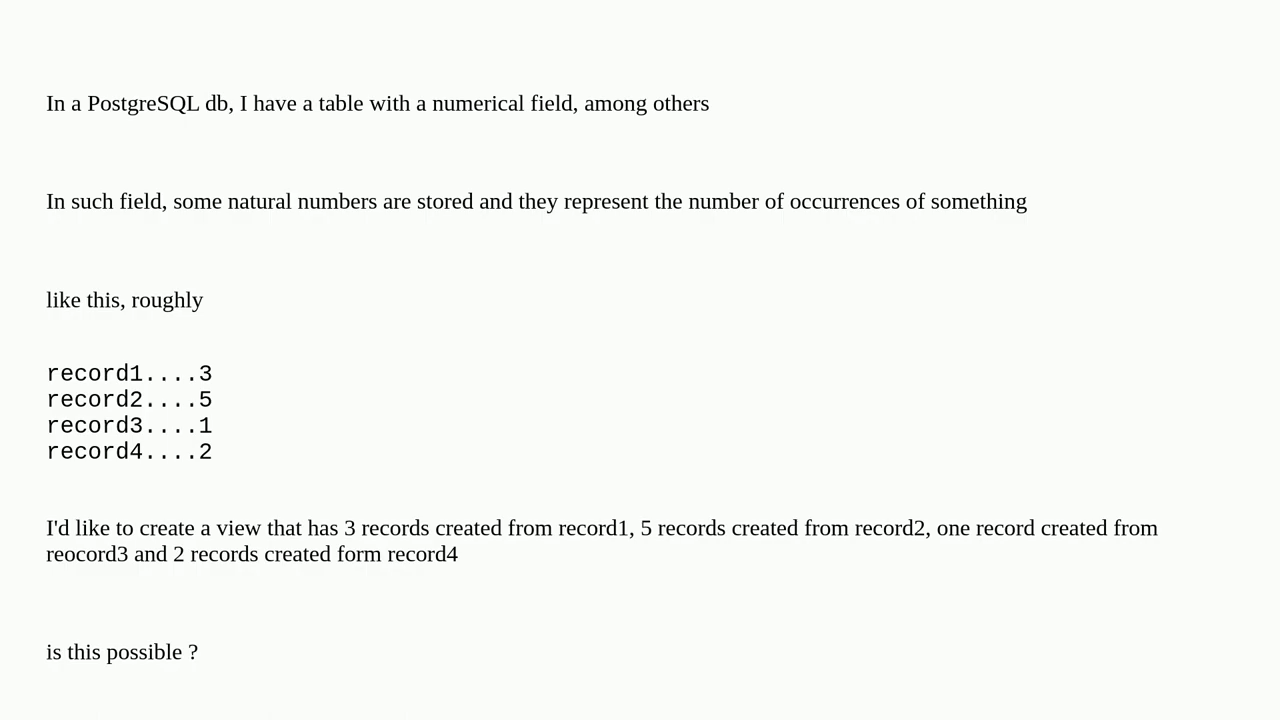 In a PostgreSQL db, I have a table with a numerical field, among others
In such field, some natural numbers are stored and they represent the number of occurrences of something
like this, roughly
record1....3
record2....5
record3....1
record4....2
I'd like to create a view that has 3 records created from record1, 5 records created from record2, one record created from
reocord3 and 2 records created form record4
is this possible ?